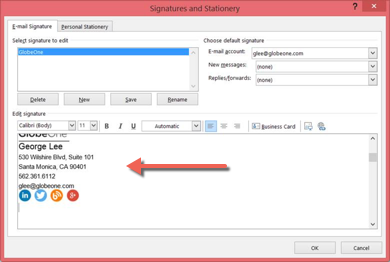 Signatures and Stationery
?
E-mail Signature
Personal Stationery
Select signature to edit
GlobeOne
Delete
New
Save
Rename
Choose default signature
E-mail account:
glee@globeone.com
New messages:
(none)
Replies/forwards:
(none)
Edit signature
Calibri (Body)
11
B
I
U
Automatic
Business Card
GlobeOne
George Lee
530 Wilshire Blvd, Suite 101
Santa Monica, CA 90401
562.361.6112
glee@globeone.com
OK
Cancel